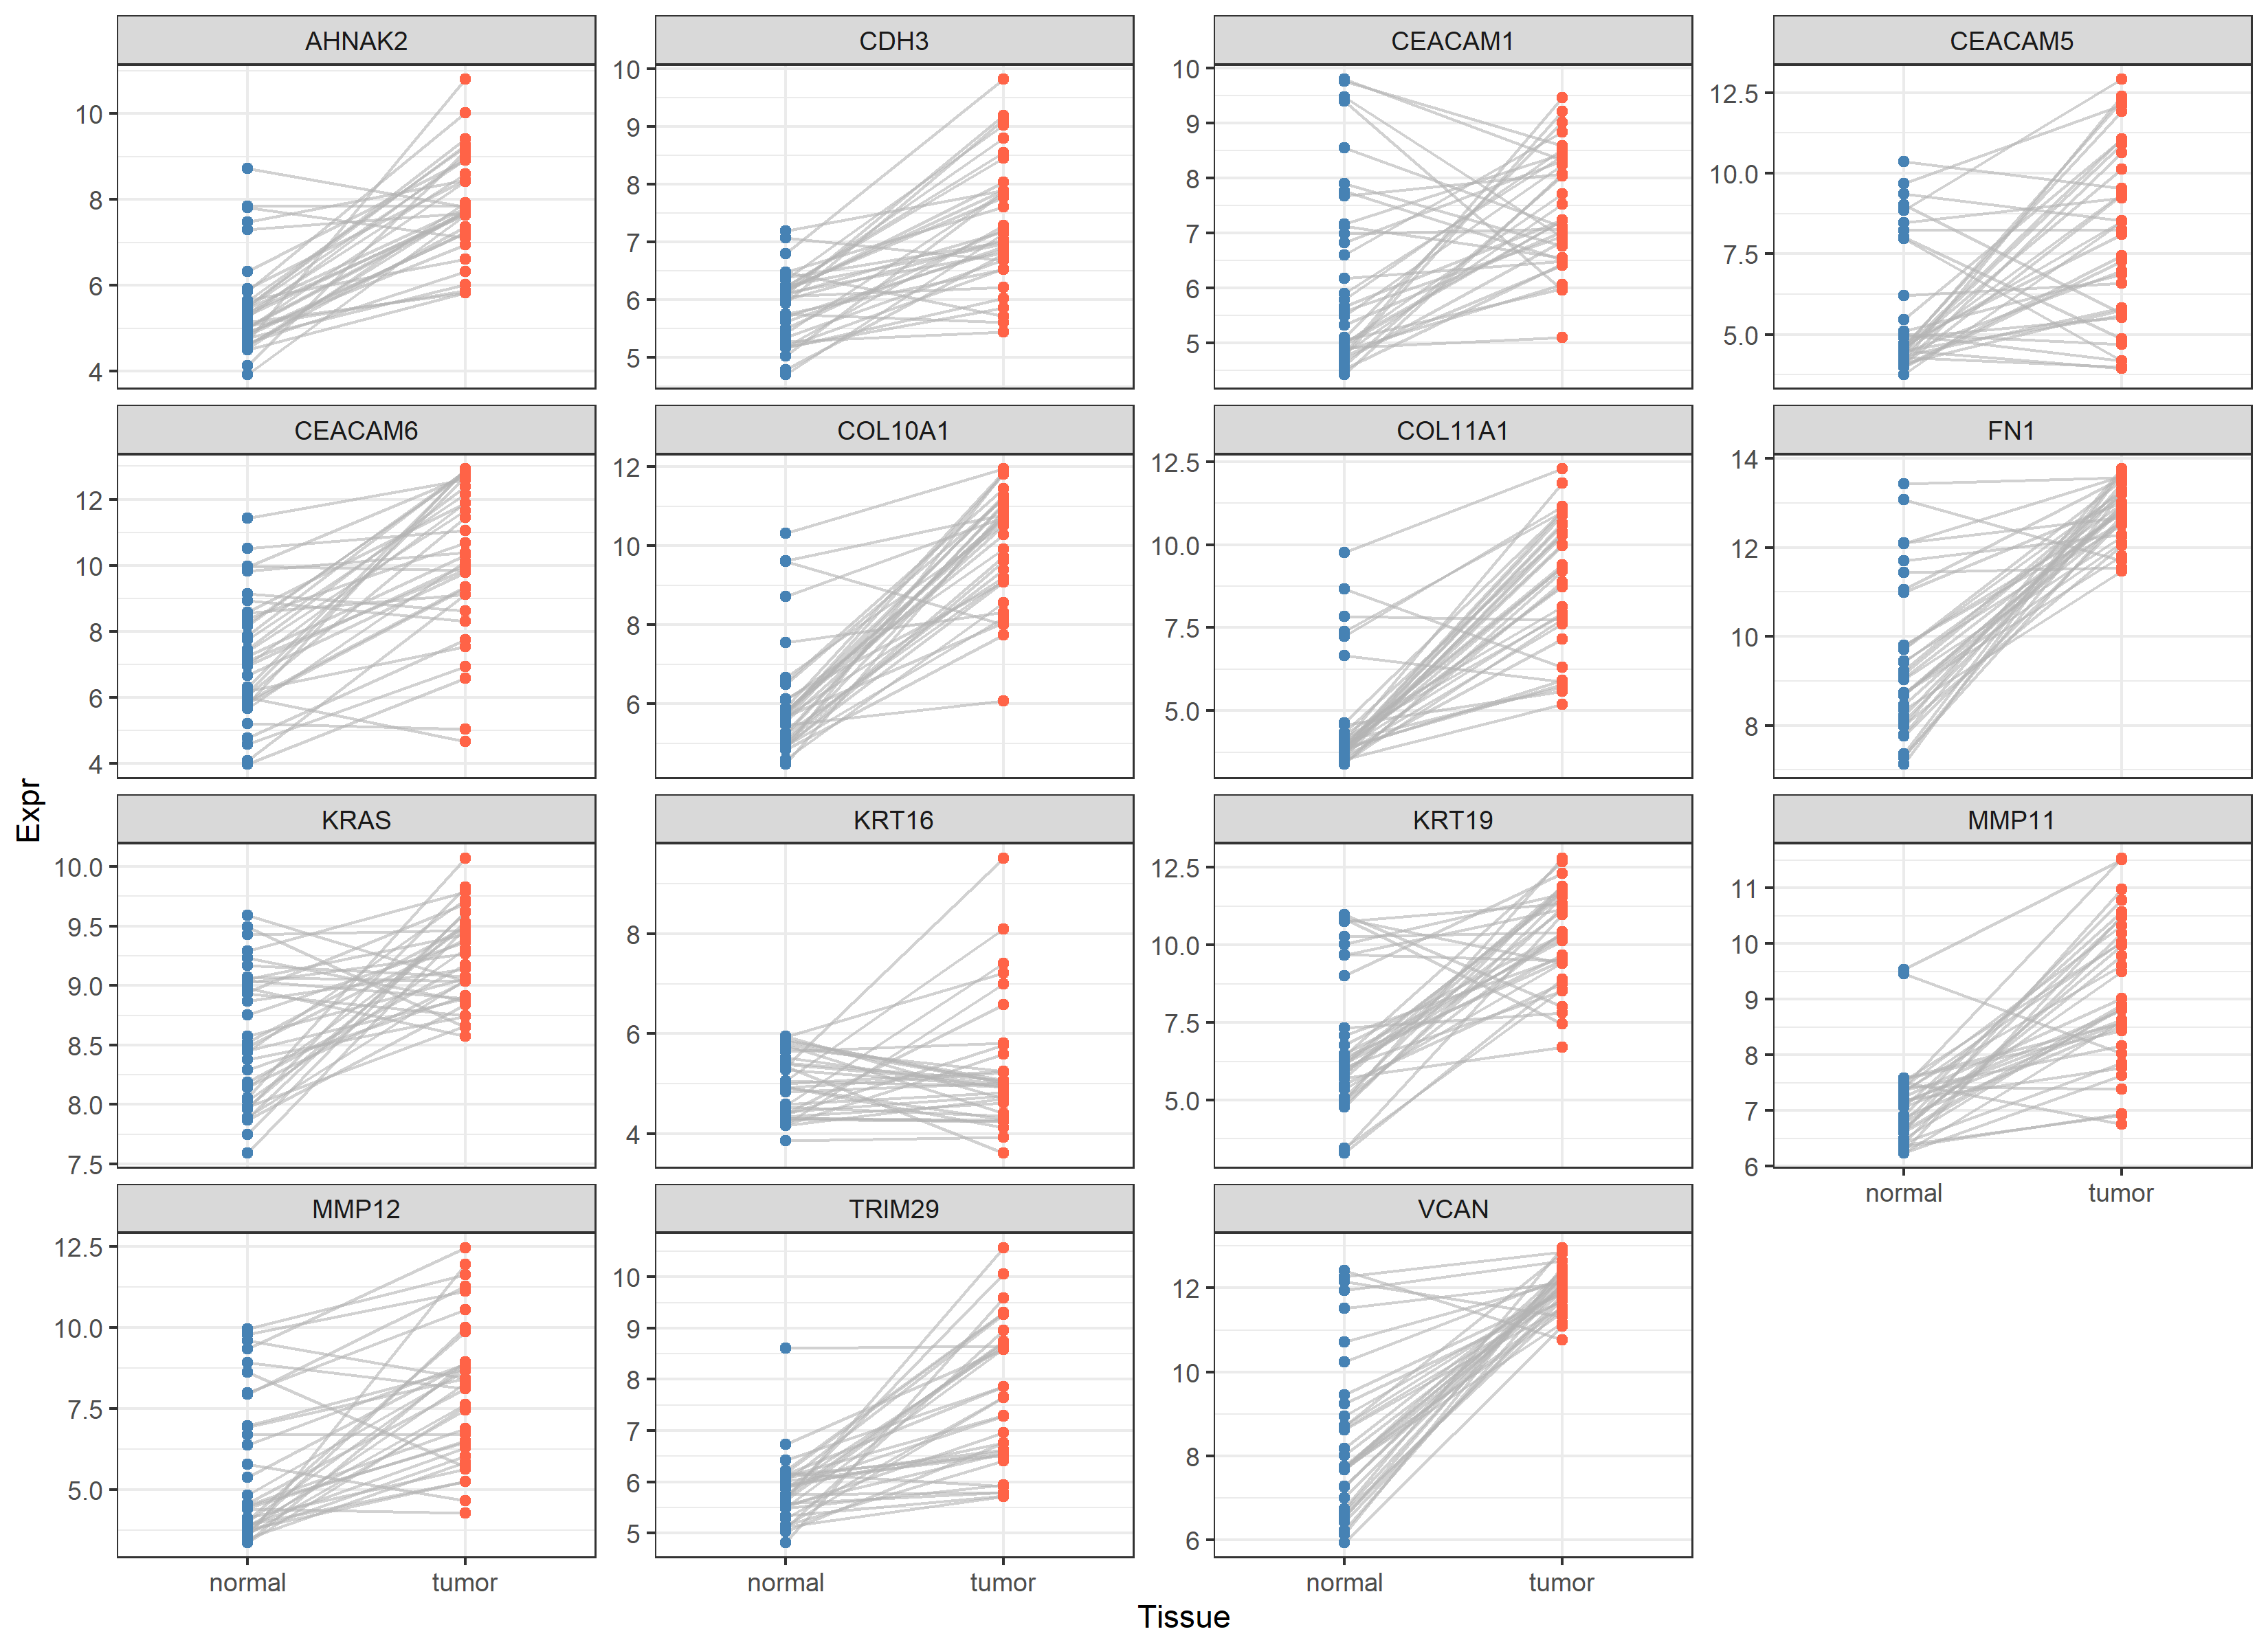 AHNAK2 CDH3 CEACAM1 CEACAM5
10 8 6 4
10 9 8 7 6 5
10 9 8 7 6 5
12.5 10.0 7.5 5.0
CEACAM6 COL10A1 COL11A1 FN1
12 10 8 6 4
12 10 8 6
12.5 10.0 7.5 5.0
14 12 10 8
Expr
KRAS KRT16 KRT19 MMP11
10.0 9.5 9.0 8.5 8.0 7.5
8 6 4
12.5 10.0 7.5 5.0
11 10 9 8 7 6
normal tumor
MMP12 TRIM29 VCAN
12.5 10.0 7.5 5.0
10 9 8 7 6 5
12 10 8 6
normal tumor normal tumor normal tumor
Tissue